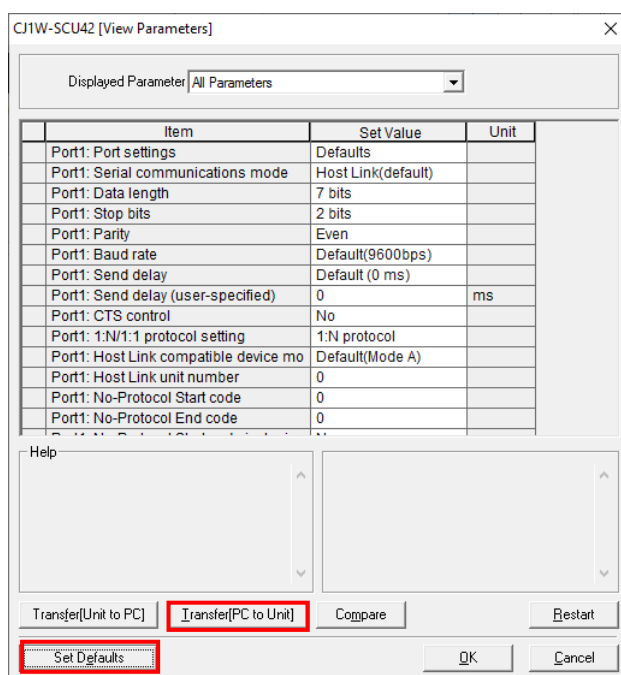 CJ1W-SCU42 [View Parameters]
Displayed Parameter All Parameters
Item Set Value Unit
Port1: Port settings Defaults
Port1: Serial communications mode Host Link(default)
Port1: Data length 7 bits
Port1: Stop bits 2 bits
Port1: Parity Even
Port1: Baud rate Default(9600bps)
Port1: Send delay Default (0 ms)
Port1: Send delay (user-specified) 0 ms
Port1: CTS control No
Port1: 1:N/1:1 protocol setting 1:N protocol
Port1: Host Link compatible device mo Default(Mode A)
Port1: Host Link unit number 0
Port1: No-Protocol Start code 0
Port1: No-Protocol End code 0
Help
Transfer[Unit to PC] Transfer[PC to Unit] Compare Restart
Set Defaults OK Cancel